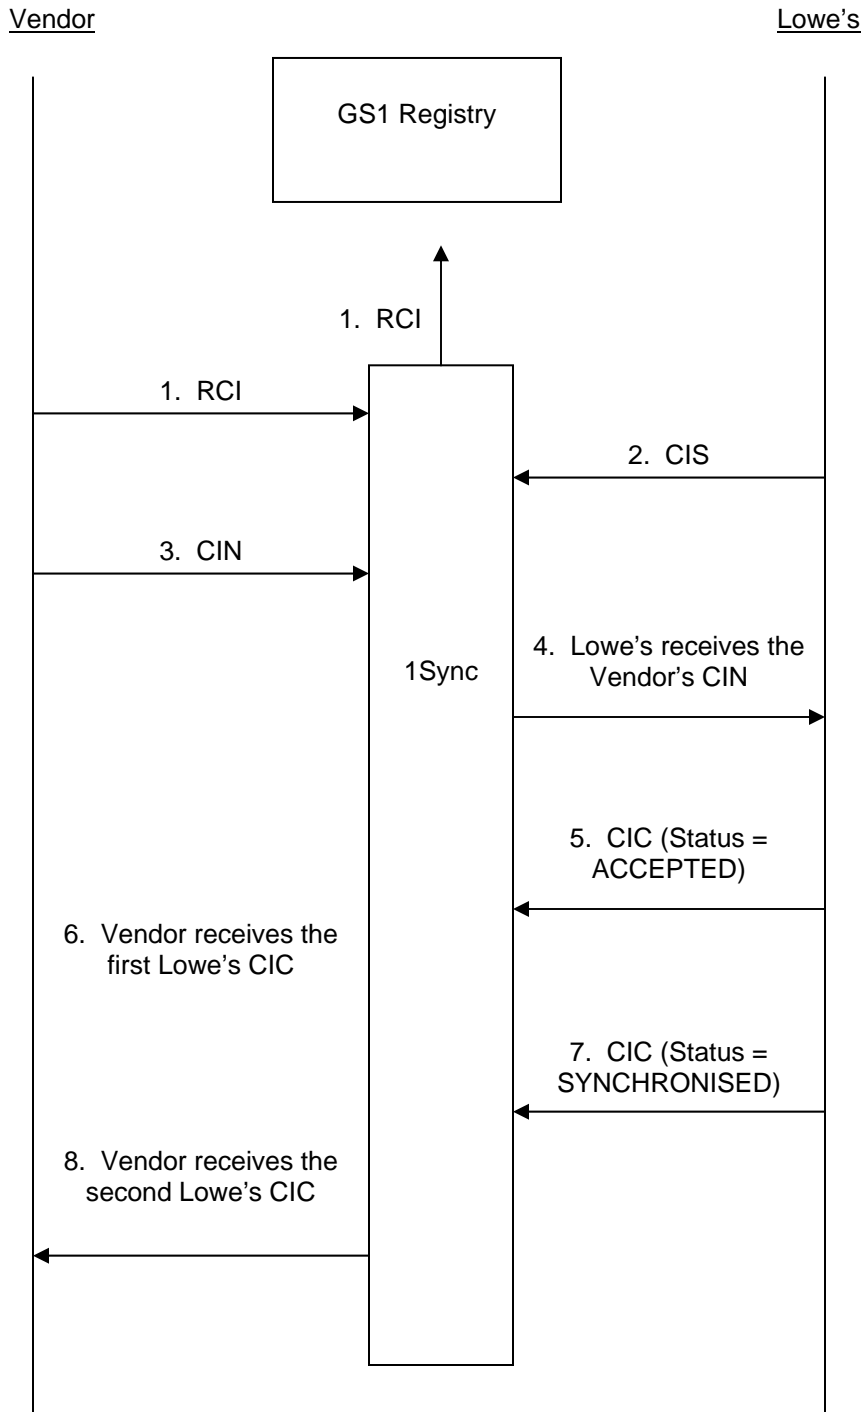 Vendor
Lowe's
GS1 Registry
1. RCI
1. RCI
2. CIS
3. CIN
4. Lowe's receives the
Vendor's CIN
1Sync
5. CIC (Status =
ACCEPTED)
6. Vendor receives the
first Lowe's CIC
7. CIC (Status =
SYNCHRONISED)
8. Vendor receives the
second Lowe's CIC